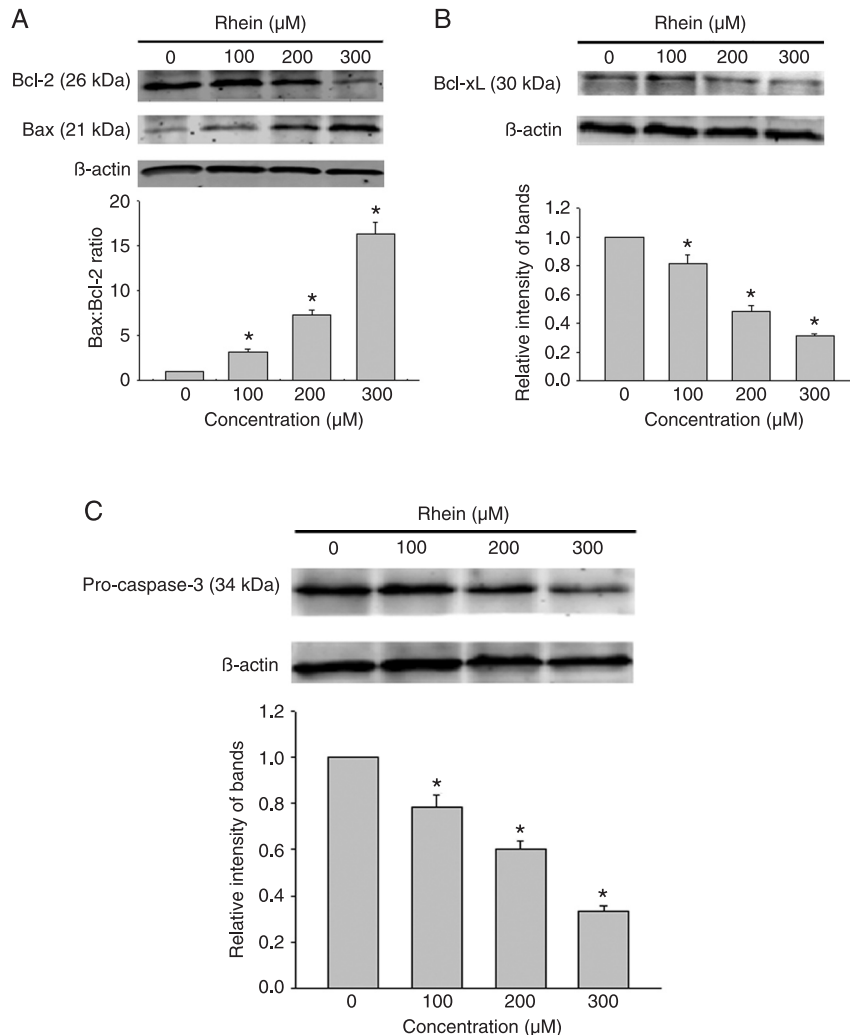 A
Rhein (µM)
0 100 200 300
Bcl-2 (26 kDa)
Bax (21 kDa)
ß-actin
20
15
10
5
0
Bax:Bcl-2 ratio
* * *
0 100 200 300
Concentration (µM)
B
Rhein (µM)
0 100 200 300
Bcl-xL (30 kDa)
ß-actin
1.2
1.0
0.8
0.6
0.4
0.2
0.0
Relative intensity of bands
* * *
0 100 200 300
Concentration (µM)
C
Rhein (µM)
0 100 200 300
Pro-caspase-3 (34 kDa)
ß-actin
1.2
1.0
0.8
0.6
0.4
0.2
0.0
Relative intensity of bands
* * *
0 100 200 300
Concentration (µM)